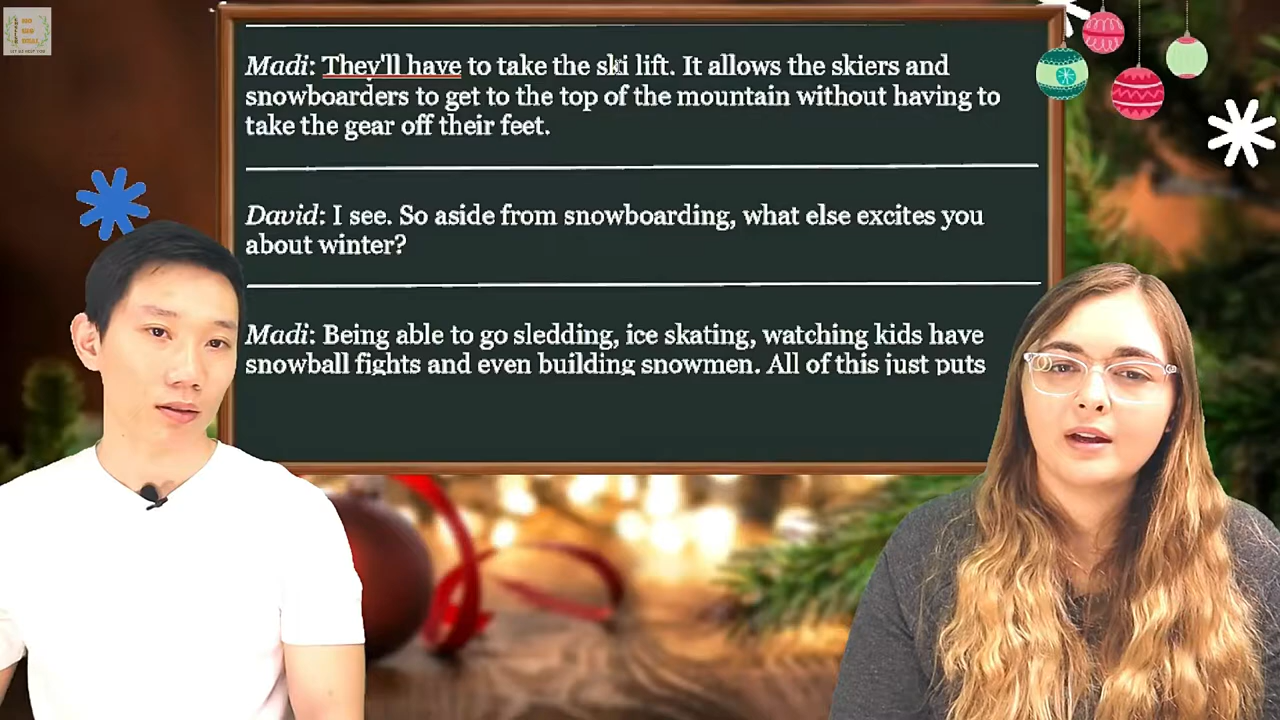 Madi: They'll have to take the ski lift. It allows the skiers and
snowboarders to get to the top of the mountain without having to
take the gear off their feet.
David: I see. So aside from snowboarding, what else excites you
about winter?
Madi: Being able to go sledding, ice skating, watching kids have
snowball fights and even building snowmen. All of this just puts